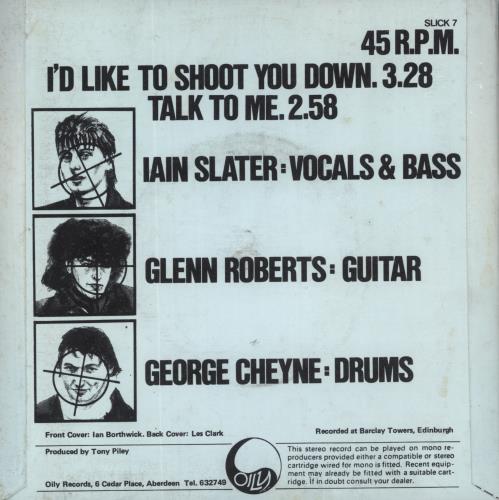 SLICK 7
45 R.P.M.
I'D LIKE TO SHOOT YOU DOWN. 3.28
TALK TO ME. 2.58
IAIN SLATER: VOCALS & BASS
GLENN ROBERTS: GUITAR
GEORGE CHEYNE: DRUMS
Front Cover: Ian Borthwick. Back Cover: Les Clark
Recorded at Barclay Towers, Edinburgh
Produced by Tony Piley
Oily Records, 6 Cedar Place, Aberdeen Tel. 632749
OILY
This stereo record can be played on mono re-
producers provided either a compatible or stereo
cartridge wired for mono is fitted. Recent equip-
ment may already be fitted with a suitable cart-
ridge. If in doubt consult your dealer.